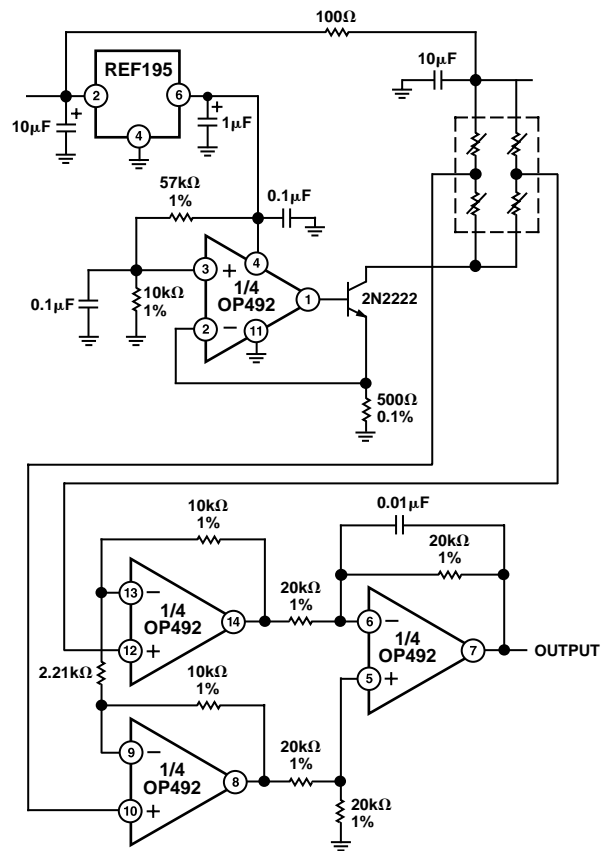 100Ω
REF195
2
6
4
+
10μF
+
1μF
10μF
57kΩ
1%
0.1μF
3
+
4
1/4
OP492
1
2
−
11
0.1μF
10kΩ
1%
2N2222
500Ω
0.1%
10kΩ
1%
0.01μF
20kΩ
1%
13
−
1/4
OP492
14
12
+
20kΩ
1%
6
−
1/4
OP492
7
5
+
OUTPUT
2.21kΩ
10kΩ
1%
9
−
1/4
OP492
8
10
+
20kΩ
1%
20kΩ
1%